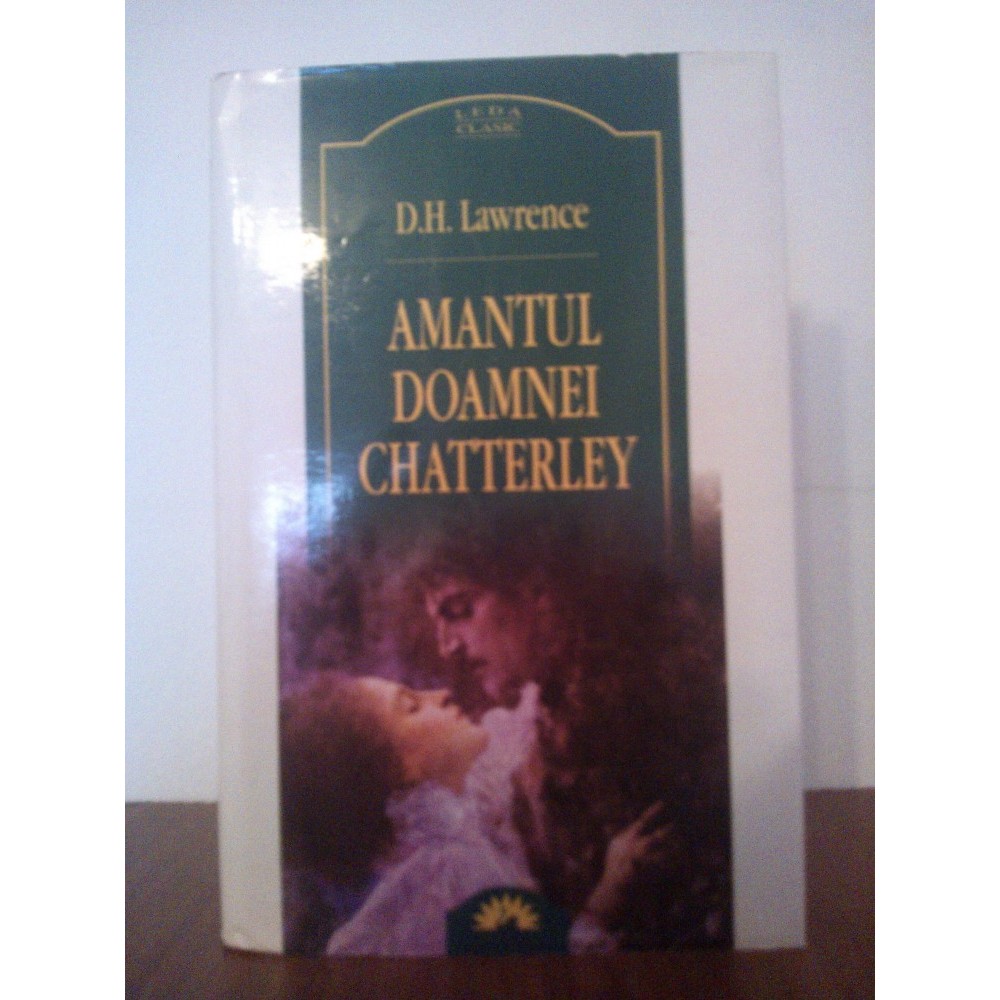 LEDA
CLASIC
D.H. Lawrence
AMANTUL
DOAMNEI
CHATTERLEY